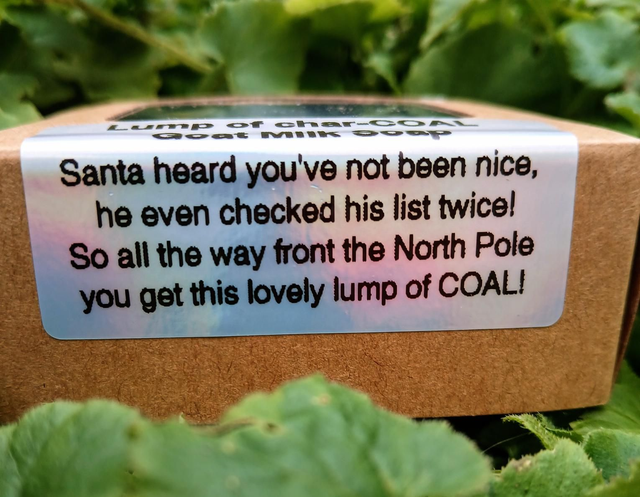 Lump of char-COAL
Goat Milk Soap
Santa heard you've not been nice,
he even checked his list twice!
So all the way front the North Pole
you get this lovely lump of COAL!